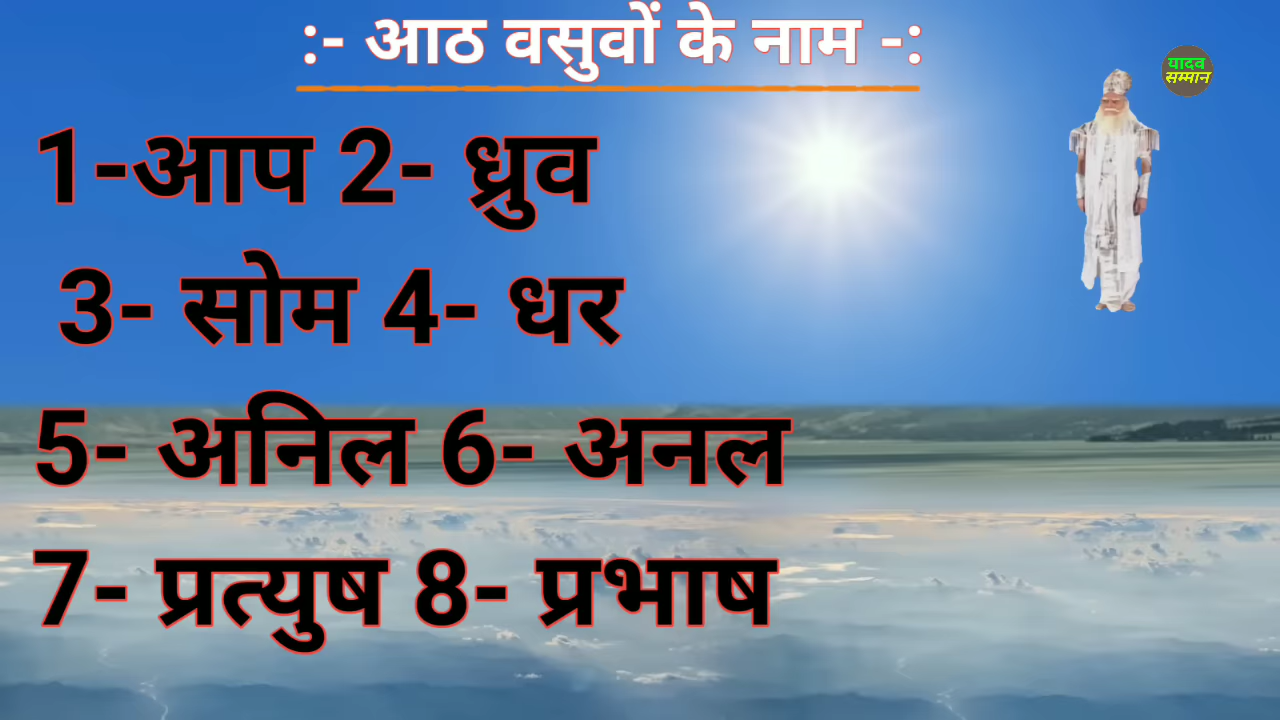 :- आठ वसुवों के नाम -:
यादव
सम्मान
1-आप 2- ध्रुव
3- सोम 4- धर
5- अनिल 6- अनल
7- प्रत्युष 8- प्रभाष